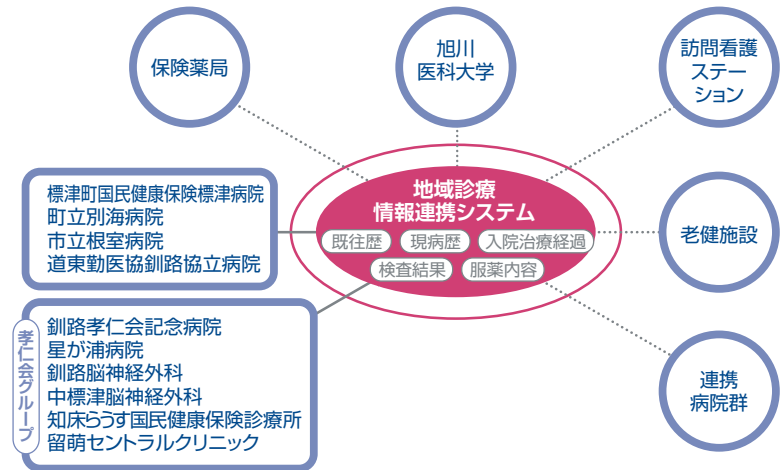 保険薬局
旭川
医科大学
訪問看護
ステー
ション
標津町国民健康保険標津病院
町立別海病院
市立根室病院
道東勤医協釧路協立病院
地域診療
情報連携システム
既往歴 現病歴 入院治療経過
検査結果 服薬内容
老健施設
孝仁会グループ
釧路孝仁会記念病院
星が浦病院
釧路脳神経外科
中標津脳神経外科
知床らうす国民健康保険診療所
留萌セントラルクリニック
連携
病院群